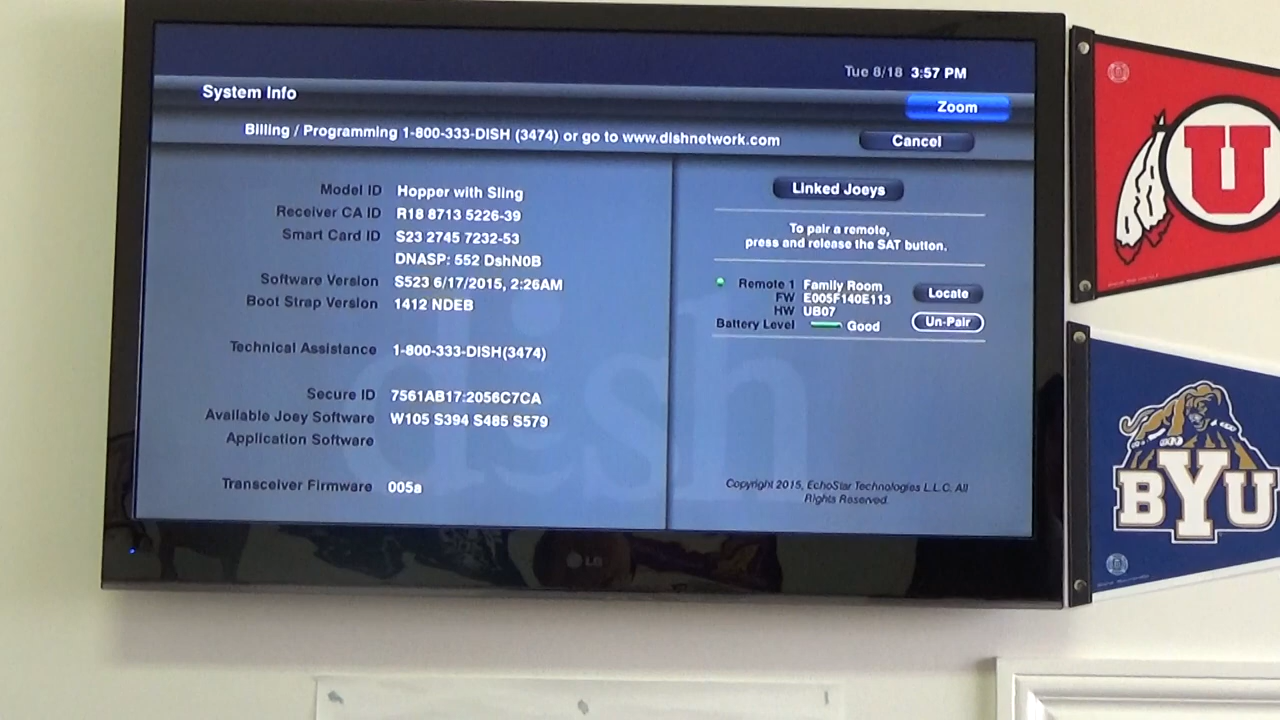 Tue 8/18 3:57 PM
System Info
Zoom
Billing / Programming 1-800-333-DISH (3474) or go to www.dishnetwork.com
Cancel
Model ID Hopper with Sling
Receiver CA ID R18 8713 5226-39
Smart Card ID S23 2745 7232-53
DNASP: 552 DshN0B
Software Version S523 6/17/2015, 2:26AM
Boot Strap Version 1412 NDEB
Technical Assistance 1-800-333-DISH(3474)
Secure ID 7561AB17:2056C7CA
Available Joey Software W105 S394 S485 S579
Application Software
Transceiver Firmware 005a
Linked Joeys
To pair a remote,
press and release the SAT button.
Remote 1 Family Room
FW E005F140E113
HW UB07
Battery Level Good
Locate
Un-Pair
Copyright 2015, EchoStar Technologies L.L.C. All
Rights Reserved.
dish
LG
U
BYU